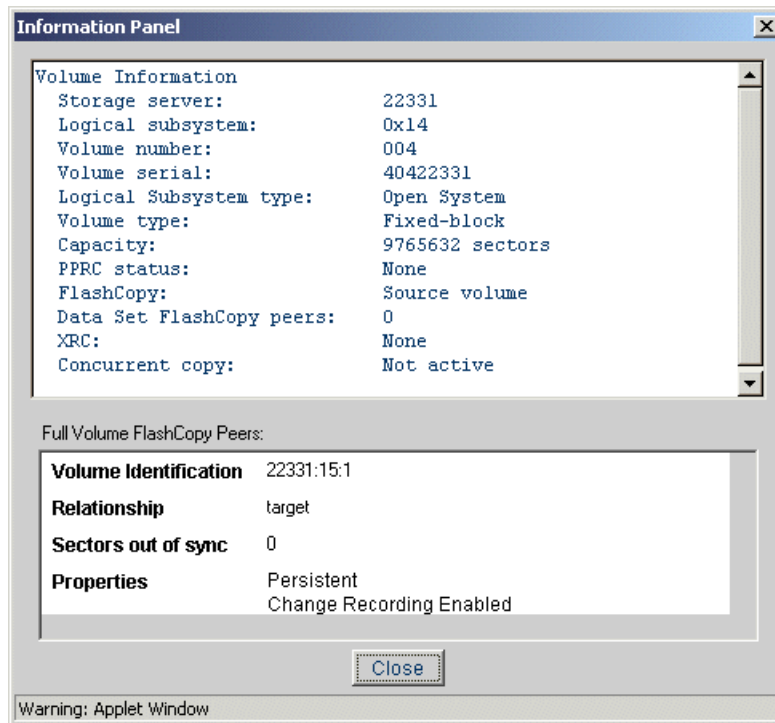 Information Panel
Volume Information
Storage server: 22331
Logical subsystem: 0x14
Volume number: 004
Volume serial: 40422331
Logical Subsystem type: Open System
Volume type: Fixed-block
Capacity: 9765632 sectors
PPRC status: None
FlashCopy: Source volume
Data Set FlashCopy peers: 0
XRC: None
Concurrent copy: Not active
Full Volume FlashCopy Peers:
Volume Identification 22331:15:1
Relationship target
Sectors out of sync 0
Properties Persistent
Change Recording Enabled
Close
Warning: Applet Window